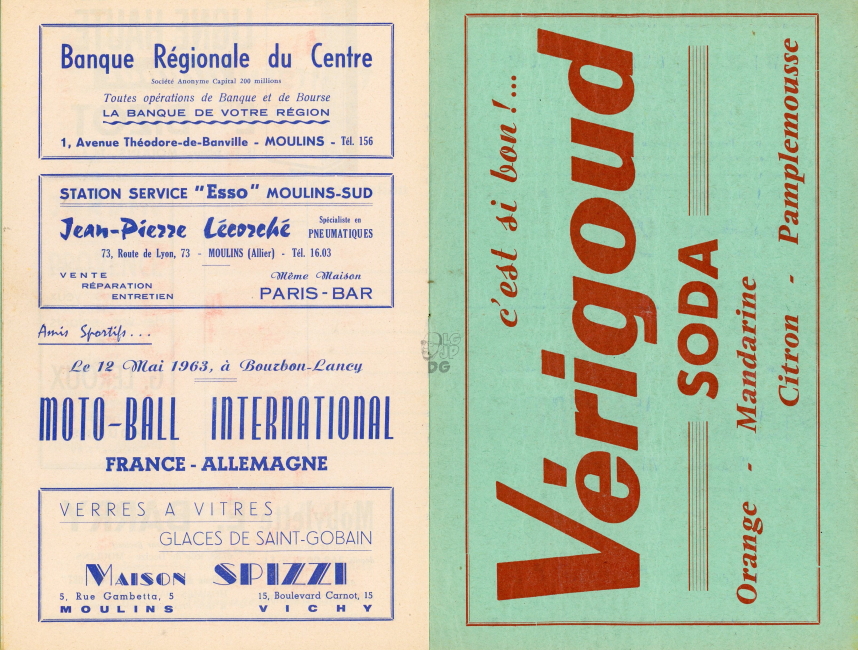 Banque Régionale du Centre
Société Anonyme Capital 200 millions
Toutes opérations de Banque et de Bourse
LA BANQUE DE VOTRE RÉGION
1, Avenue Théodore-de-Banville - MOULINS - Tél. 156
STATION SERVICE "Esso" MOULINS-SUD
Jean-Pierre Lécorché
Spécialiste en
PNEUMATIQUES
73, Route de Lyon, 73 - MOULINS (Allier) - Tél. 16.03
VENTE
RÉPARATION
ENTRETIEN
Même Maison
PARIS-BAR
Amis Sportifs...
Le 12 Mai 1963, à Bourbon-Lancy
MOTO-BALL INTERNATIONAL
FRANCE - ALLEMAGNE
VERRES A VITRES
GLACES DE SAINT-GOBAIN
MAISON SPIZZI
5, Rue Gambetta, 5
MOULINS
15, Boulevard Carnot, 15
VICHY
c'est si bon!...
Vérigoud
SODA
Orange - Mandarine
Citron - Pamplemousse